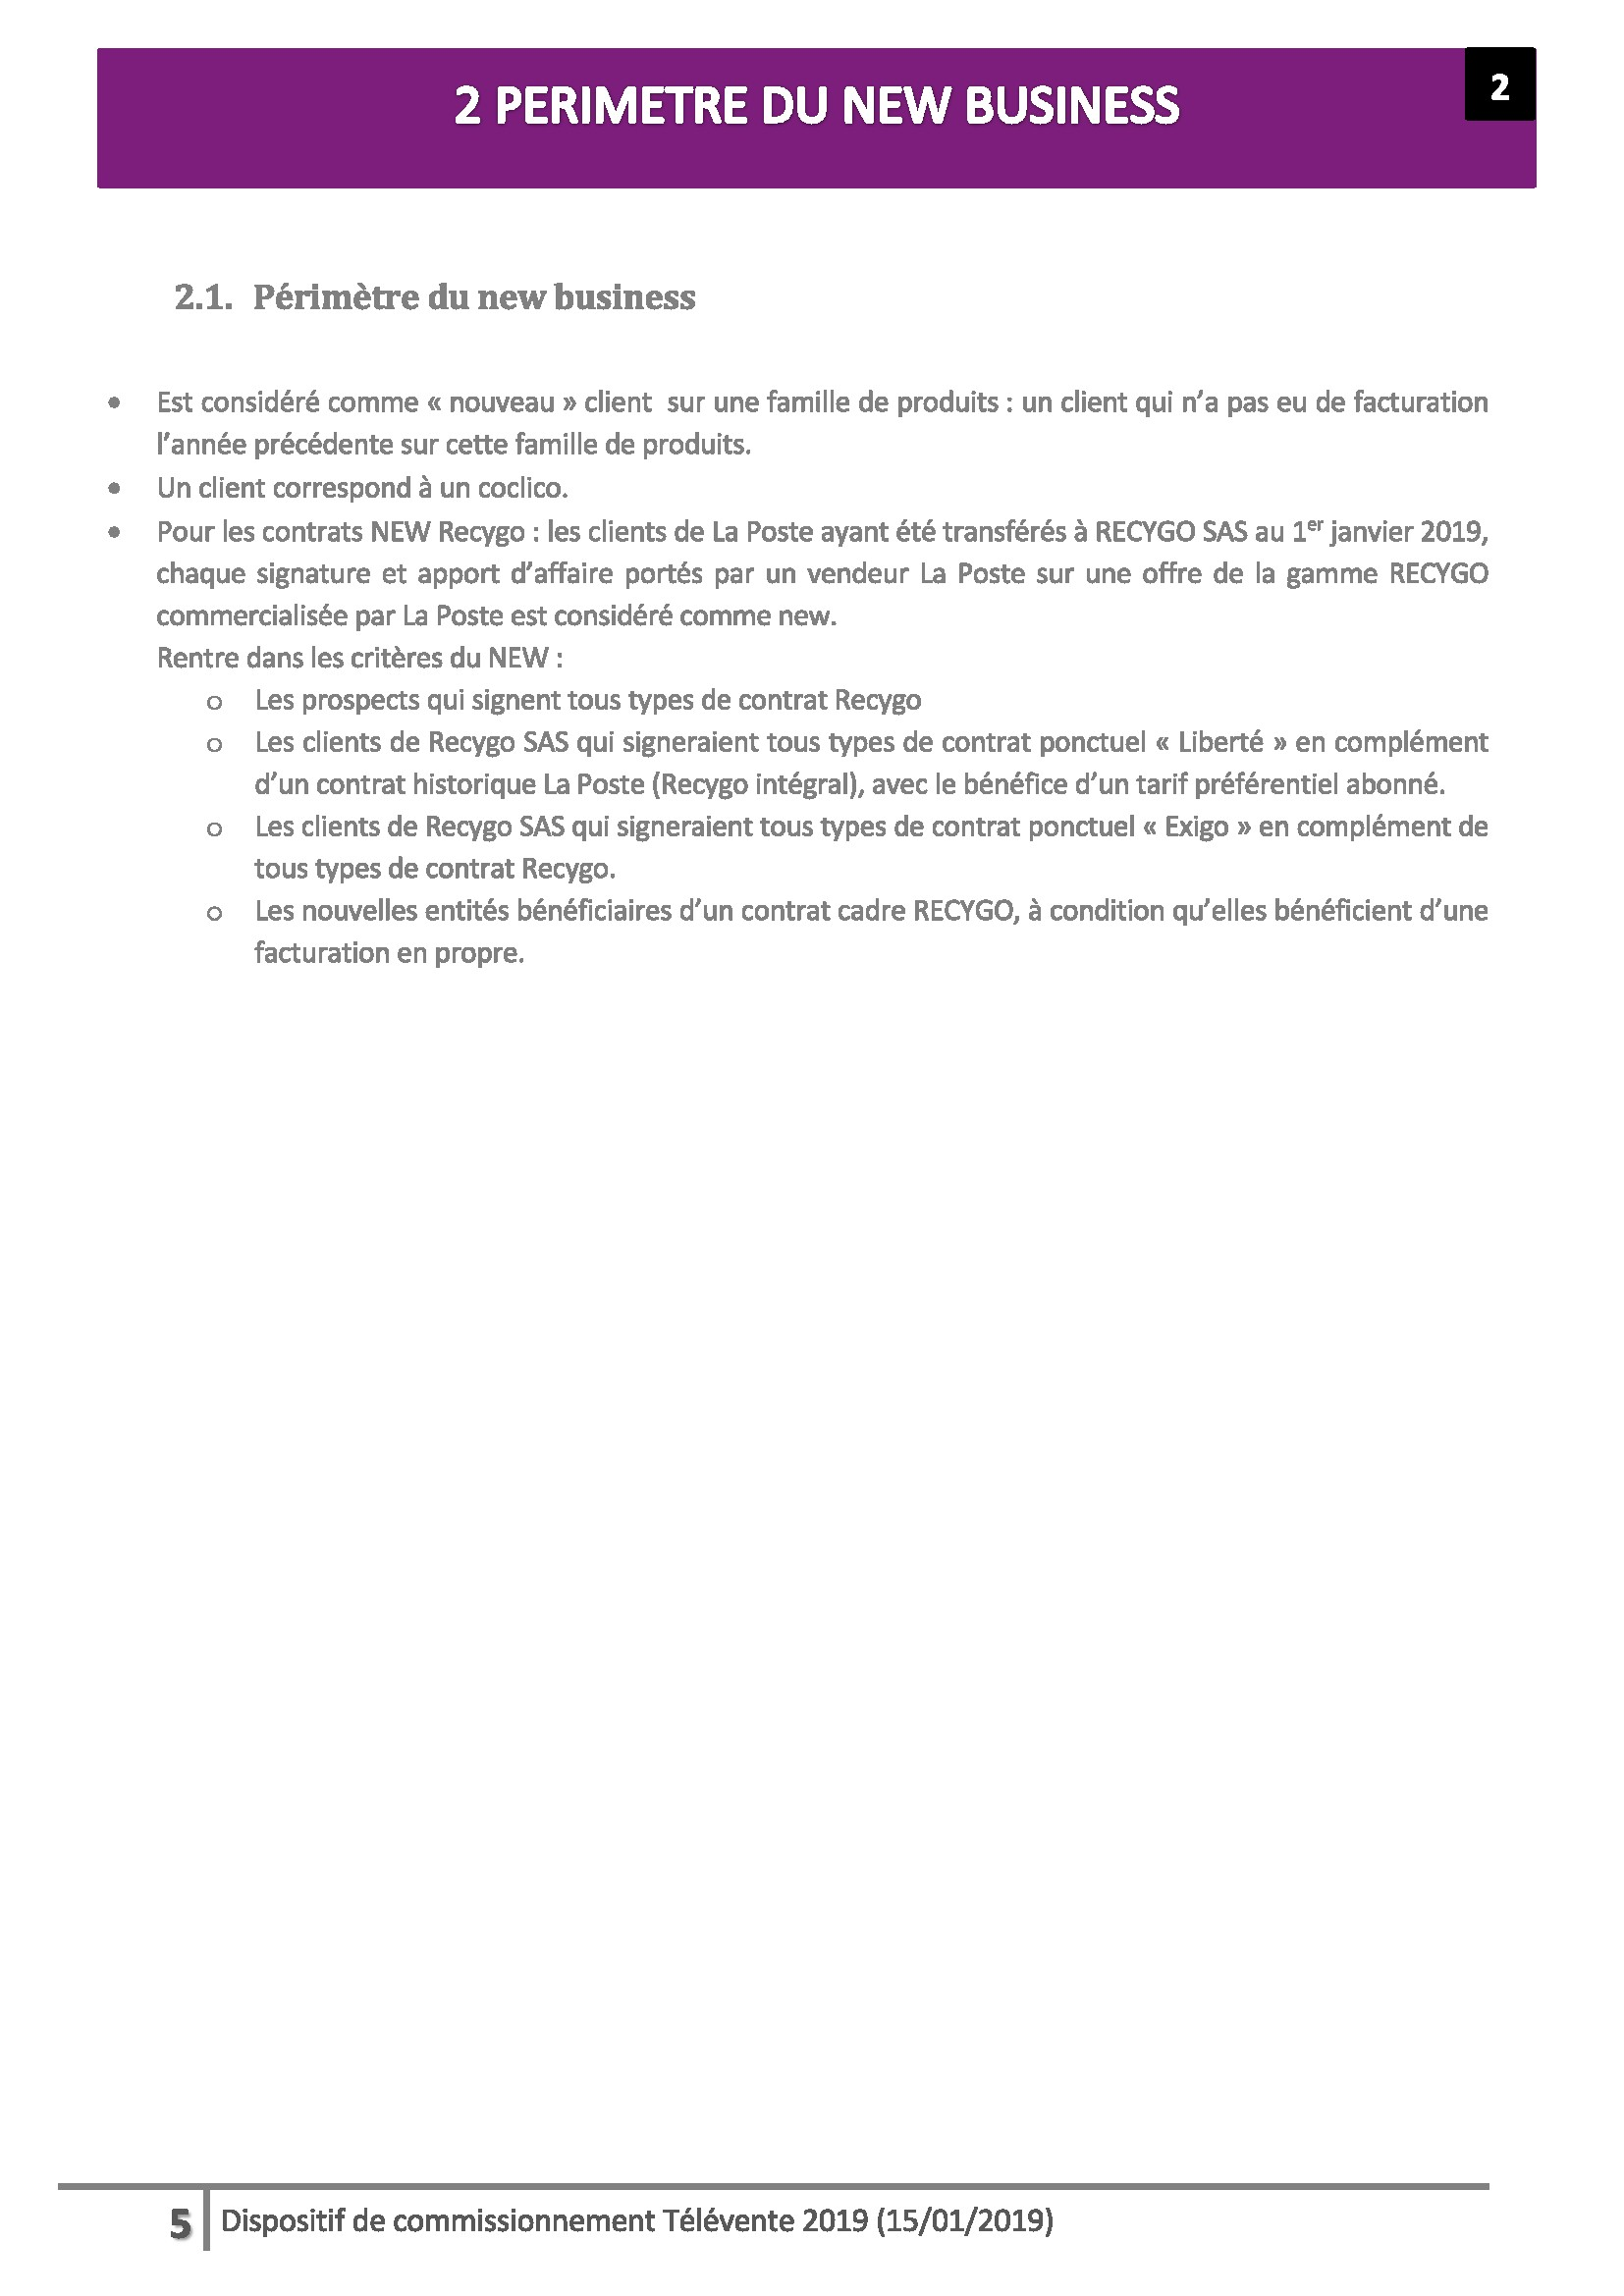 2 PERIMETRE DU NEW BUSINESS
2
2.1. Périmètre du new business
• Est considéré comme « nouveau » client  sur une famille de produits : un client qui n’a pas eu de facturation
l’année précédente sur cette famille de produits.
• Un client correspond à un coclico.
• Pour les contrats NEW Recygo : les clients de La Poste ayant été transférés à RECYGO SAS au 1er janvier 2019,
chaque signature et apport d’affaire portés par un vendeur La Poste sur une offre de la gamme RECYGO
commercialisée par La Poste est considéré comme new.
Rentre dans les critères du NEW :
o Les prospects qui signent tous types de contrat Recygo
o Les clients de Recygo SAS qui signeraient tous types de contrat ponctuel « Liberté » en complément
d’un contrat historique La Poste (Recygo intégral), avec le bénéfice d’un tarif préférentiel abonné.
o Les clients de Recygo SAS qui signeraient tous types de contrat ponctuel « Exigo » en complément de
tous types de contrat Recygo.
o Les nouvelles entités bénéficiaires d’un contrat cadre RECYGO, à condition qu’elles bénéficient d’une
facturation en propre.
5 Dispositif de commissionnement Télévente 2019 (15/01/2019)